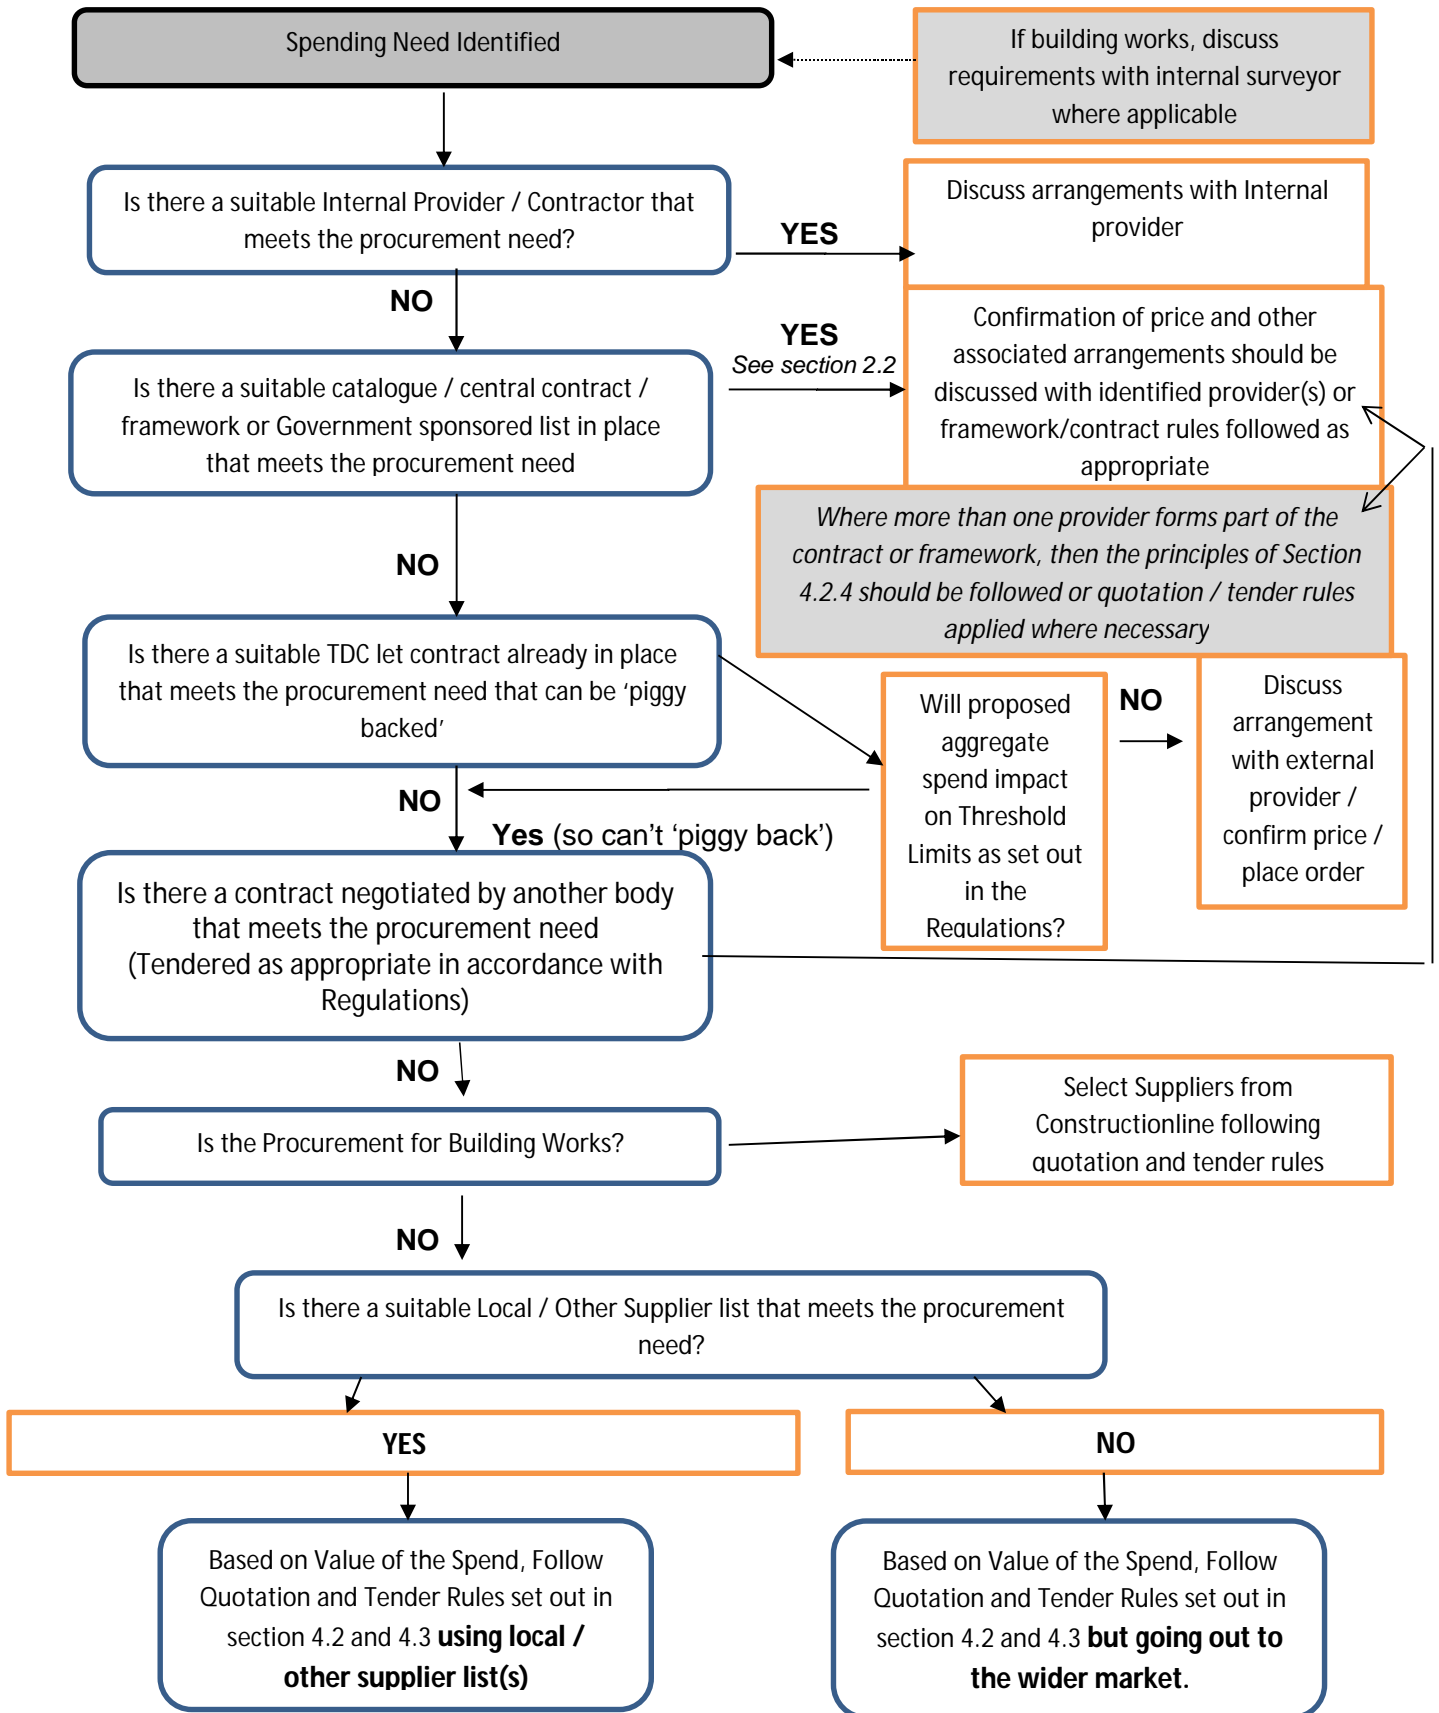 Spending Need Identified
If building works, discuss
requirements with internal surveyor
where applicable
Is there a suitable Internal Provider / Contractor that
meets the procurement need?
YES
Discuss arrangements with Internal
provider
NO
YES
See section 2.2
Confirmation of price and other
associated arrangements should be
discussed with identified provider(s) or
framework/contract rules followed as
appropriate
Is there a suitable catalogue / central contract /
framework or Government sponsored list in place
that meets the procurement need
Where more than one provider forms part of the
contract or framework, then the principles of Section
4.2.4 should be followed or quotation / tender rules
applied where necessary
NO
Is there a suitable TDC let contract already in place
that meets the procurement need that can be ‘piggy
backed’
Will proposed
aggregate
spend impact
on Threshold
Limits as set out
in the
Regulations?
NO
Discuss
arrangement
with external
provider /
confirm price /
place order
NO
Yes (so can’t ‘piggy back’)
Is there a contract negotiated by another body
that meets the procurement need
(Tendered as appropriate in accordance with
Regulations)
NO
Is the Procurement for Building Works?
Select Suppliers from
Constructionline following
quotation and tender rules
NO
Is there a suitable Local / Other Supplier list that meets the procurement
need?
YES
NO
Based on Value of the Spend, Follow
Quotation and Tender Rules set out in
section 4.2 and 4.3 using local /
other supplier list(s)
Based on Value of the Spend, Follow
Quotation and Tender Rules set out in
section 4.2 and 4.3 but going out to
the wider market.